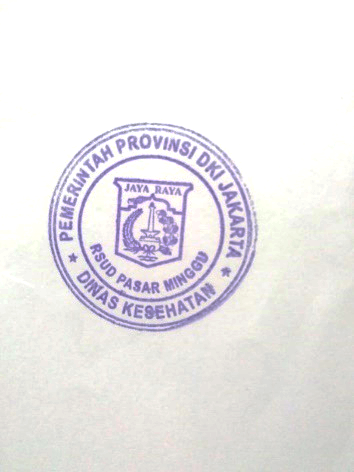 PEMERINTAH PROVINSI DKI JAKARTA
JAYA RAYA
RSUD PASAR MINGGU
* DINAS KESEHATAN *